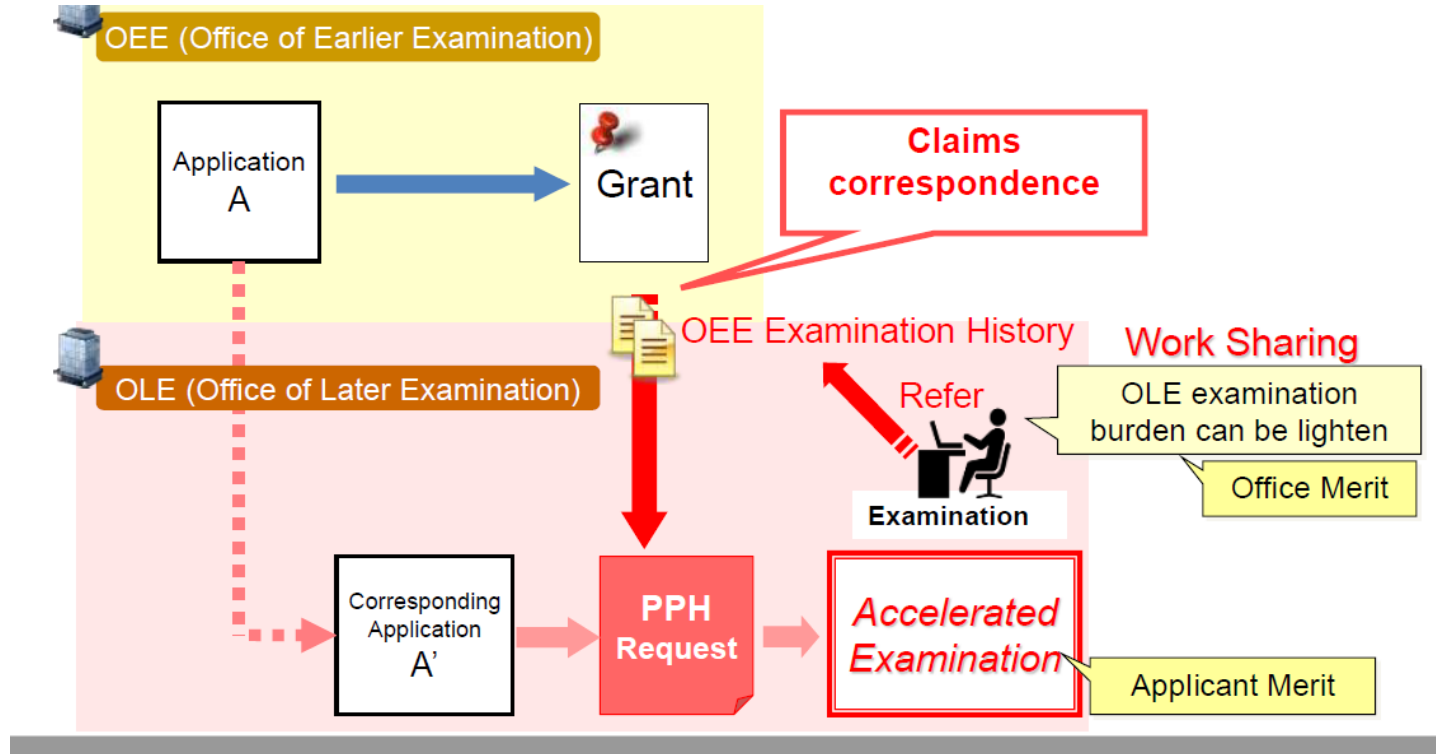 OEE (Office of Earlier Examination)
Application
A
Grant
Claims
correspondence
OEE Examination History
Work Sharing
OLE (Office of Later Examination)
Refer
OLE examination
burden can be lighten
Office Merit
Examination
Corresponding
Application
A’
PPH
Request
Accelerated
Examination
Applicant Merit